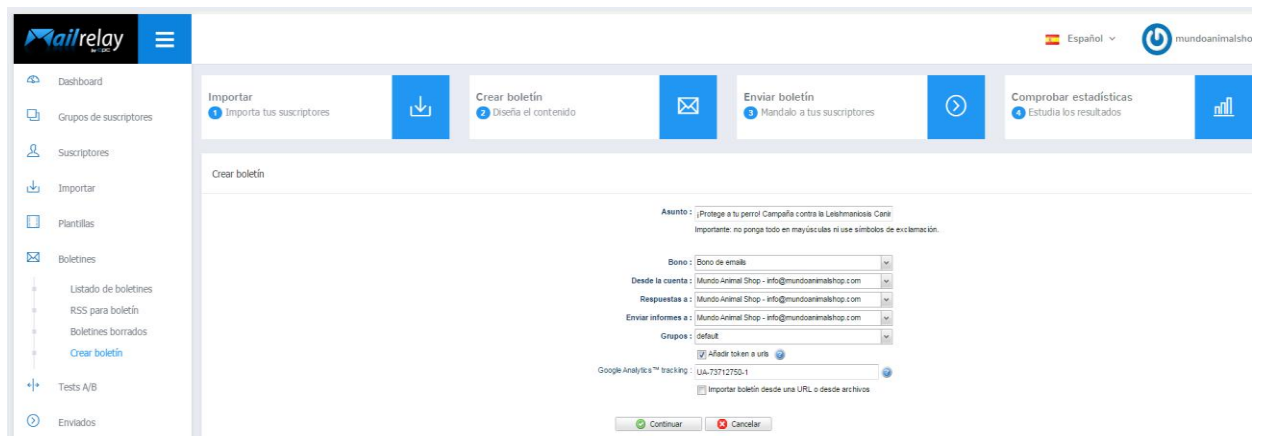 Mailrelay
Español
mundoanimalsho
Dashboard
Grupos de suscriptores
Suscriptores
Importar
Plantillas
Boletines
Listado de boletines
RSS para boletín
Boletines borrados
Crear boletín
Tests A/B
Enviados
Importar
1 Importa tus suscriptores
Crear boletín
2 Diseña el contenido
Enviar boletín
3 Mandalo a tus suscriptores
Comprobar estadísticas
4 Estudia los resultados
Crear boletín
Asunto : ¡Protege a tu perro! Campaña contra la Leishmaniosis Canin
Importante: no ponga todo en mayúsculas ni use símbolos de exclamación.
Bono : Bono de emails
Desde la cuenta : Mundo Animal Shop - info@mundoanimalshop.com
Respuestas a : Mundo Animal Shop - info@mundoanimalshop.com
Enviar informes a : Mundo Animal Shop - info@mundoanimalshop.com
Grupos : default
Añadir token a urls
Google Analytics™ tracking : UA-73712750-1
Importar boletín desde una URL o desde archivos
Continuar Cancelar